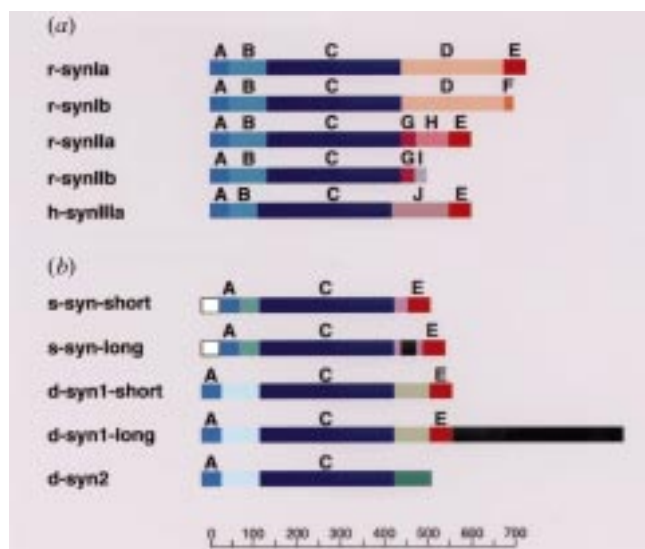 (a)
A B C D E
r-synIa
A B C D F
r-synIb
A B C G H E
r-synIIa
A B C G I
r-synIIb
A B C J E
h-synIIIa
(b)
A C E
s-syn-short
A C E
s-syn-long
A C E
d-syn1-short
A C E
d-syn1-long
A C
d-syn2
0 100 200 300 400 500 600 700